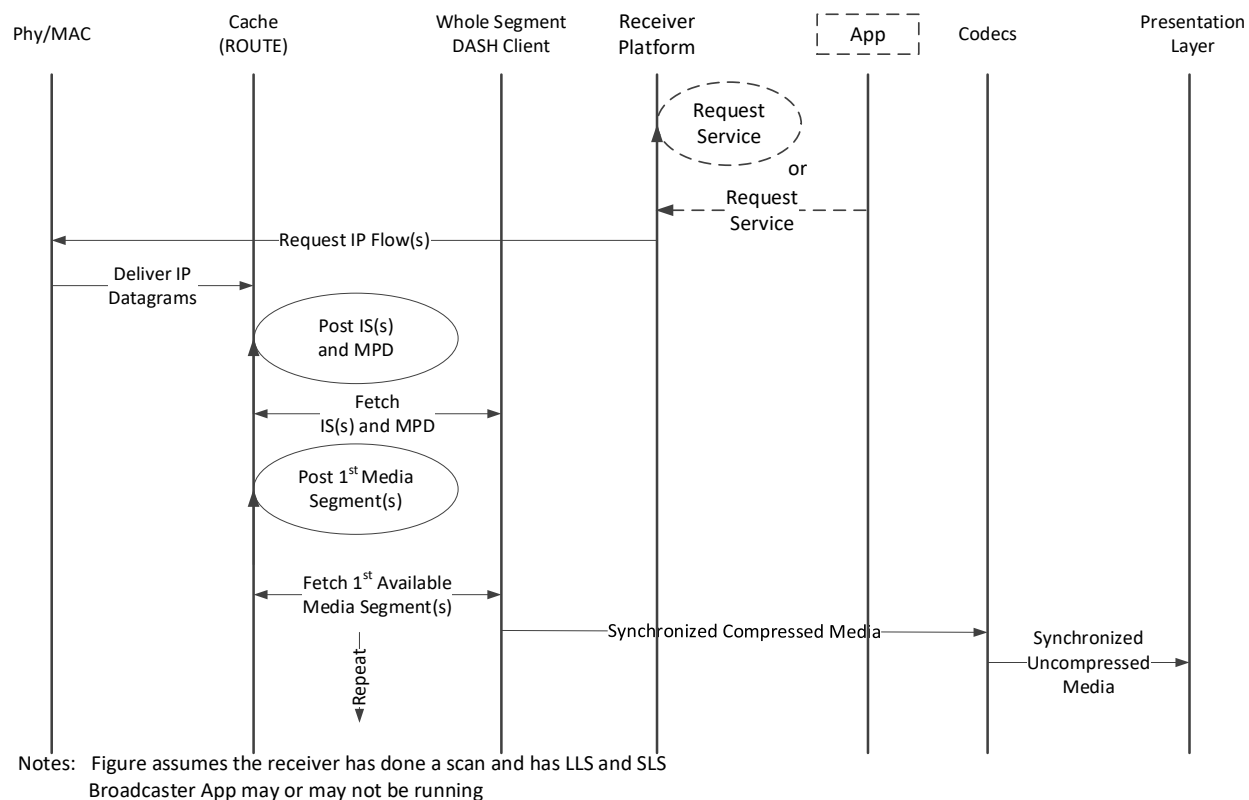 Phy/MAC
Cache
(ROUTE)
Whole Segment
DASH Client
Receiver
Platform
App
Codecs
Presentation
Layer
Request
Service
or
Request
Service
Request IP Flow(s)
Deliver IP
Datagrams
Post IS(s)
and MPD
Fetch
IS(s) and MPD
Post 1st Media
Segment(s)
Fetch 1st Available
Media Segment(s)
Synchronized Compressed Media
Synchronized
Uncompressed
Media
Repeat
Notes: Figure assumes the receiver has done a scan and has LLS and SLS
Broadcaster App may or may not be running